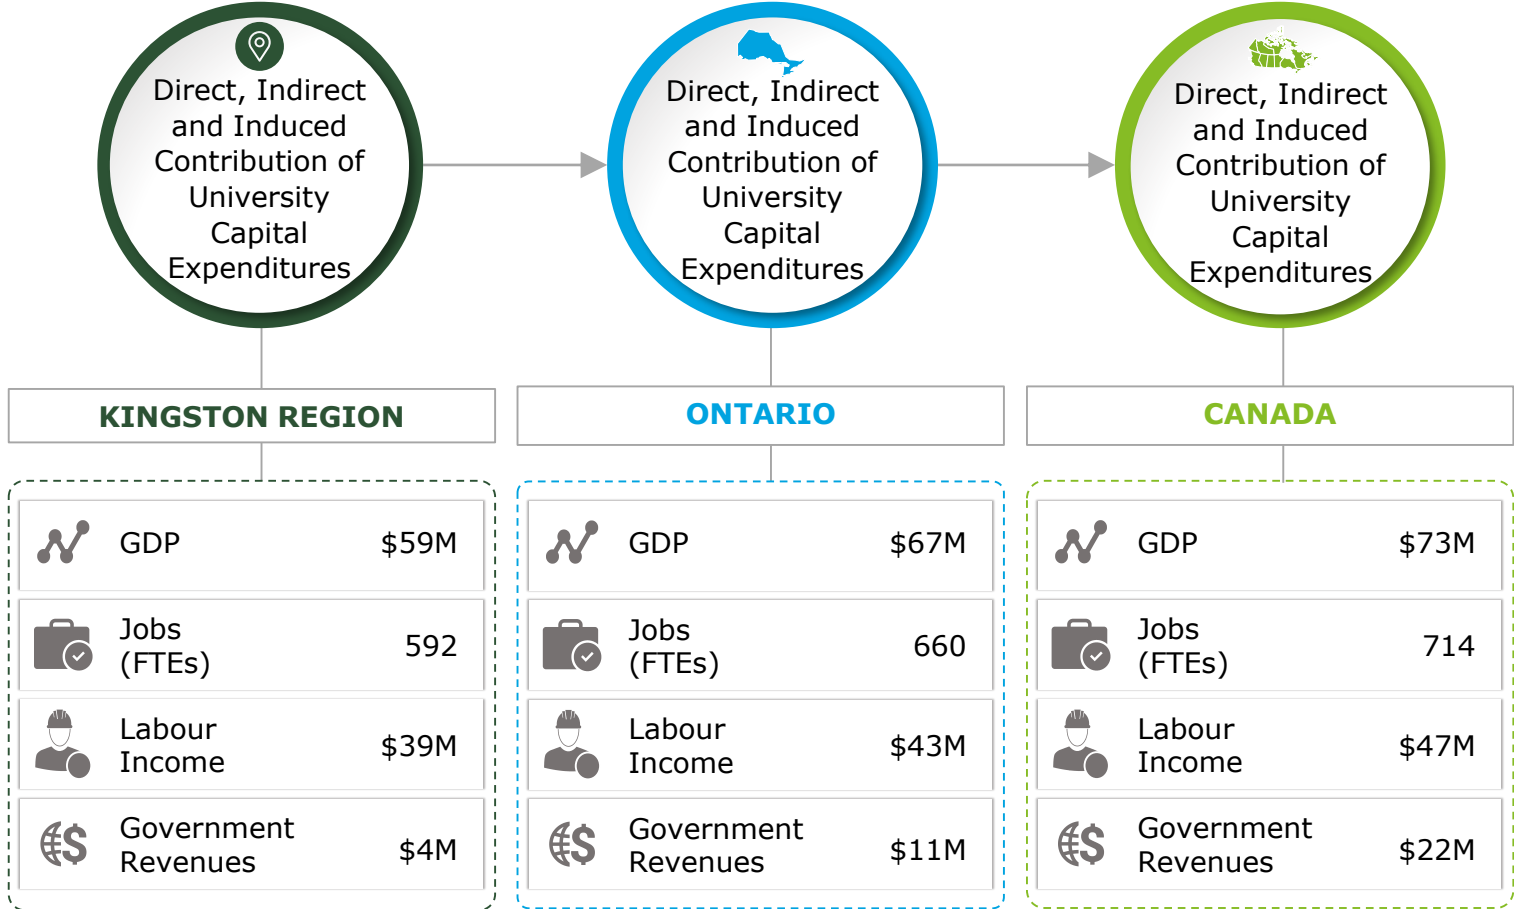 Direct, Indirect
and Induced
Contribution of
University
Capital
Expenditures
Direct, Indirect
and Induced
Contribution of
University
Capital
Expenditures
Direct, Indirect
and Induced
Contribution of
University
Capital
Expenditures
KINGSTON REGION
GDP $59M
Jobs
(FTEs) 592
Labour
Income $39M
Government
Revenues $4M
ONTARIO
GDP $67M
Jobs
(FTEs) 660
Labour
Income $43M
Government
Revenues $11M
CANADA
GDP $73M
Jobs
(FTEs) 714
Labour
Income $47M
Government
Revenues $22M